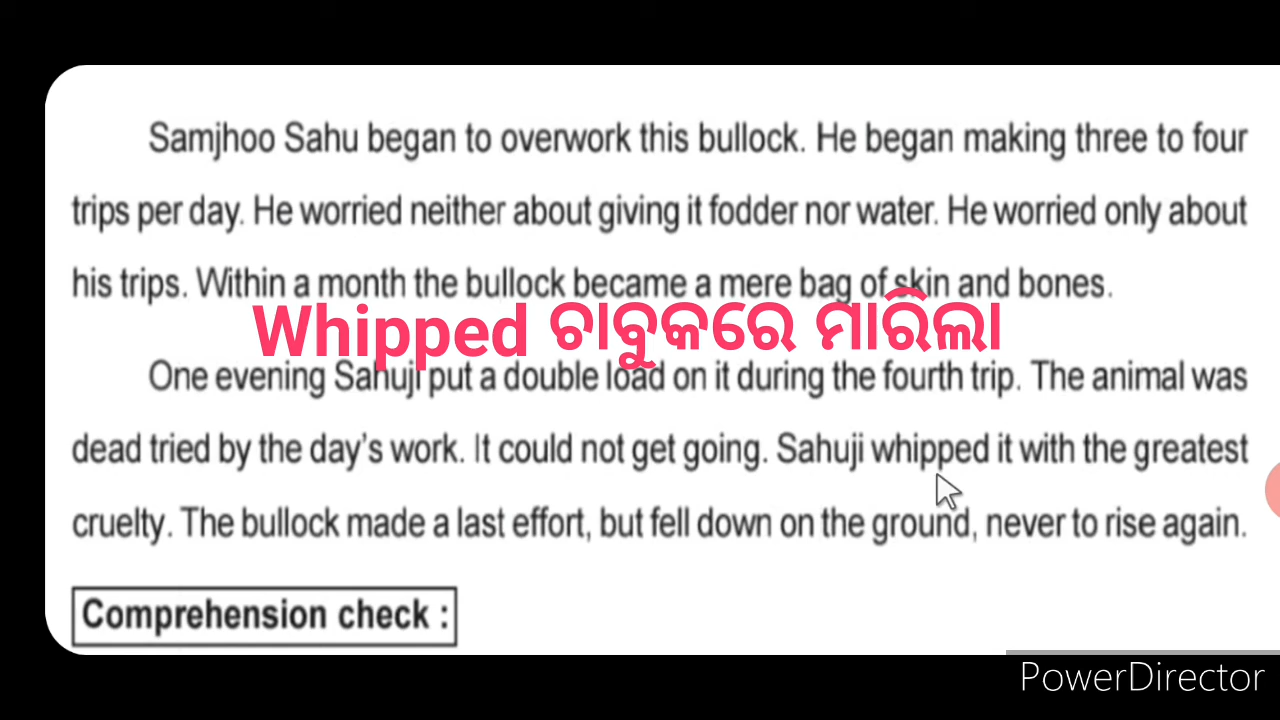 Samjhoo Sahu began to overwork this bullock. He began making three to four
trips per day. He worried neither about giving it fodder nor water. He worried only about
his trips. Within a month the bullock became a mere bag of skin and bones.
Whipped ଚାବୁକରେ ମାରିଲା
One evening Sahuji put a double load on it during the fourth trip. The animal was
dead tried by the day's work. It could not get going. Sahuji whipped it with the greatest
cruelty. The bullock made a last effort, but fell down on the ground, never to rise again.
Comprehension check :
PowerDirector